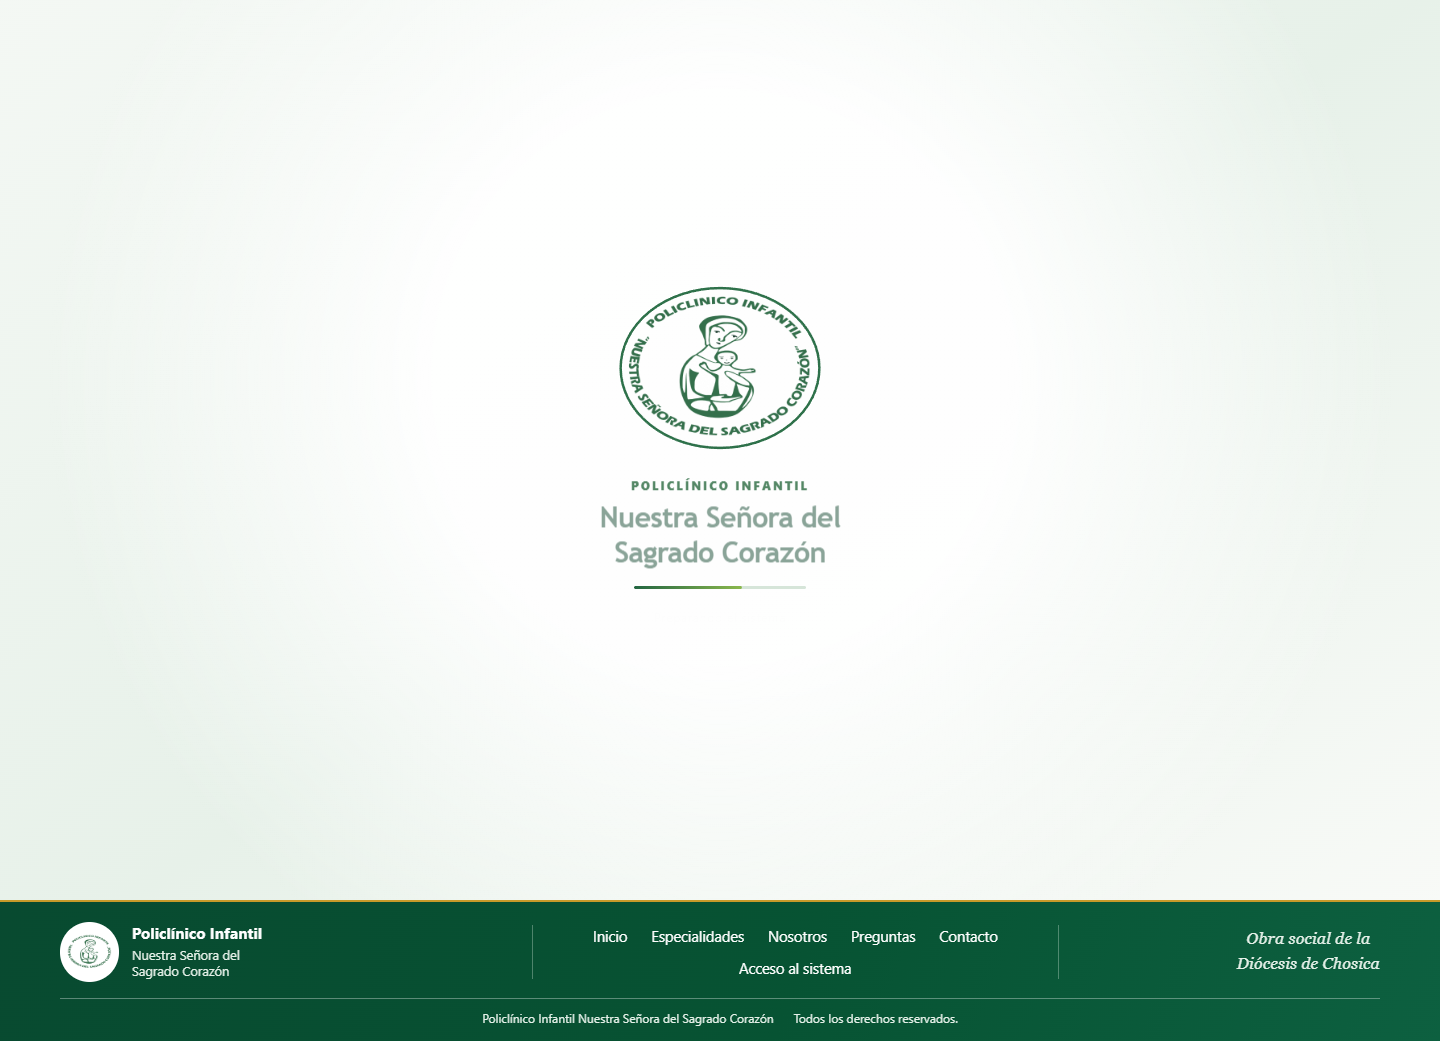 POLICLINICO INFANTIL
"NUESTRA SEÑORA DEL SAGRADO CORAZÓN"
POLICLÍNICO INFANTIL
Nuestra Señora del
Sagrado Corazón
Policlínico Infantil
Nuestra Señora del
Sagrado Corazón
Inicio Especialidades Nosotros Preguntas Contacto
Acceso al sistema
Obra social de la
Diócesis de Chosica
Policlínico Infantil Nuestra Señora del Sagrado Corazón Todos los derechos reservados.